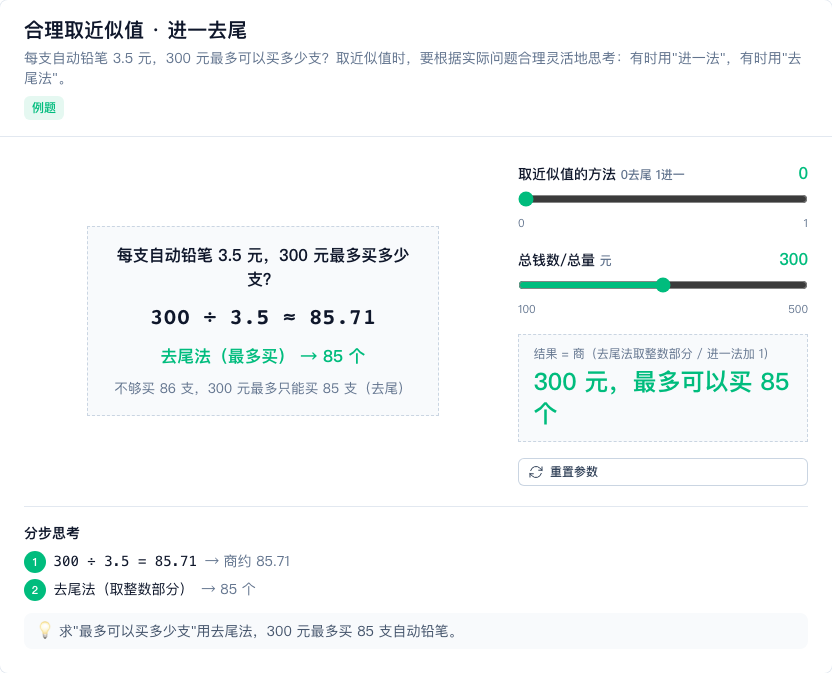 合理取近似值 · 进一去尾
每支自动铅笔 3.5 元，300 元最多可以买多少支？取近似值时，要根据实际问题合理灵活地思考：有时用"进一法"，有时用"去
尾法"。
例题
每支自动铅笔 3.5 元，300 元最多买多少
支？
300 ÷ 3.5 ≈ 85.71
去尾法（最多买） → 85 个
不够买 86 支，300 元最多只能买 85 支（去尾）
取近似值的方法 0去尾 1进一 0
0 1
总钱数/总量 元 300
100 500
结果 = 商（去尾法取整数部分 / 进一法加 1）
300 元，最多可以买 85
个
重置参数
分步思考
1 300 ÷ 3.5 = 85.71 → 商约 85.71
2 去尾法（取整数部分） → 85 个
求"最多可以买多少支"用去尾法，300 元最多买 85 支自动铅笔。